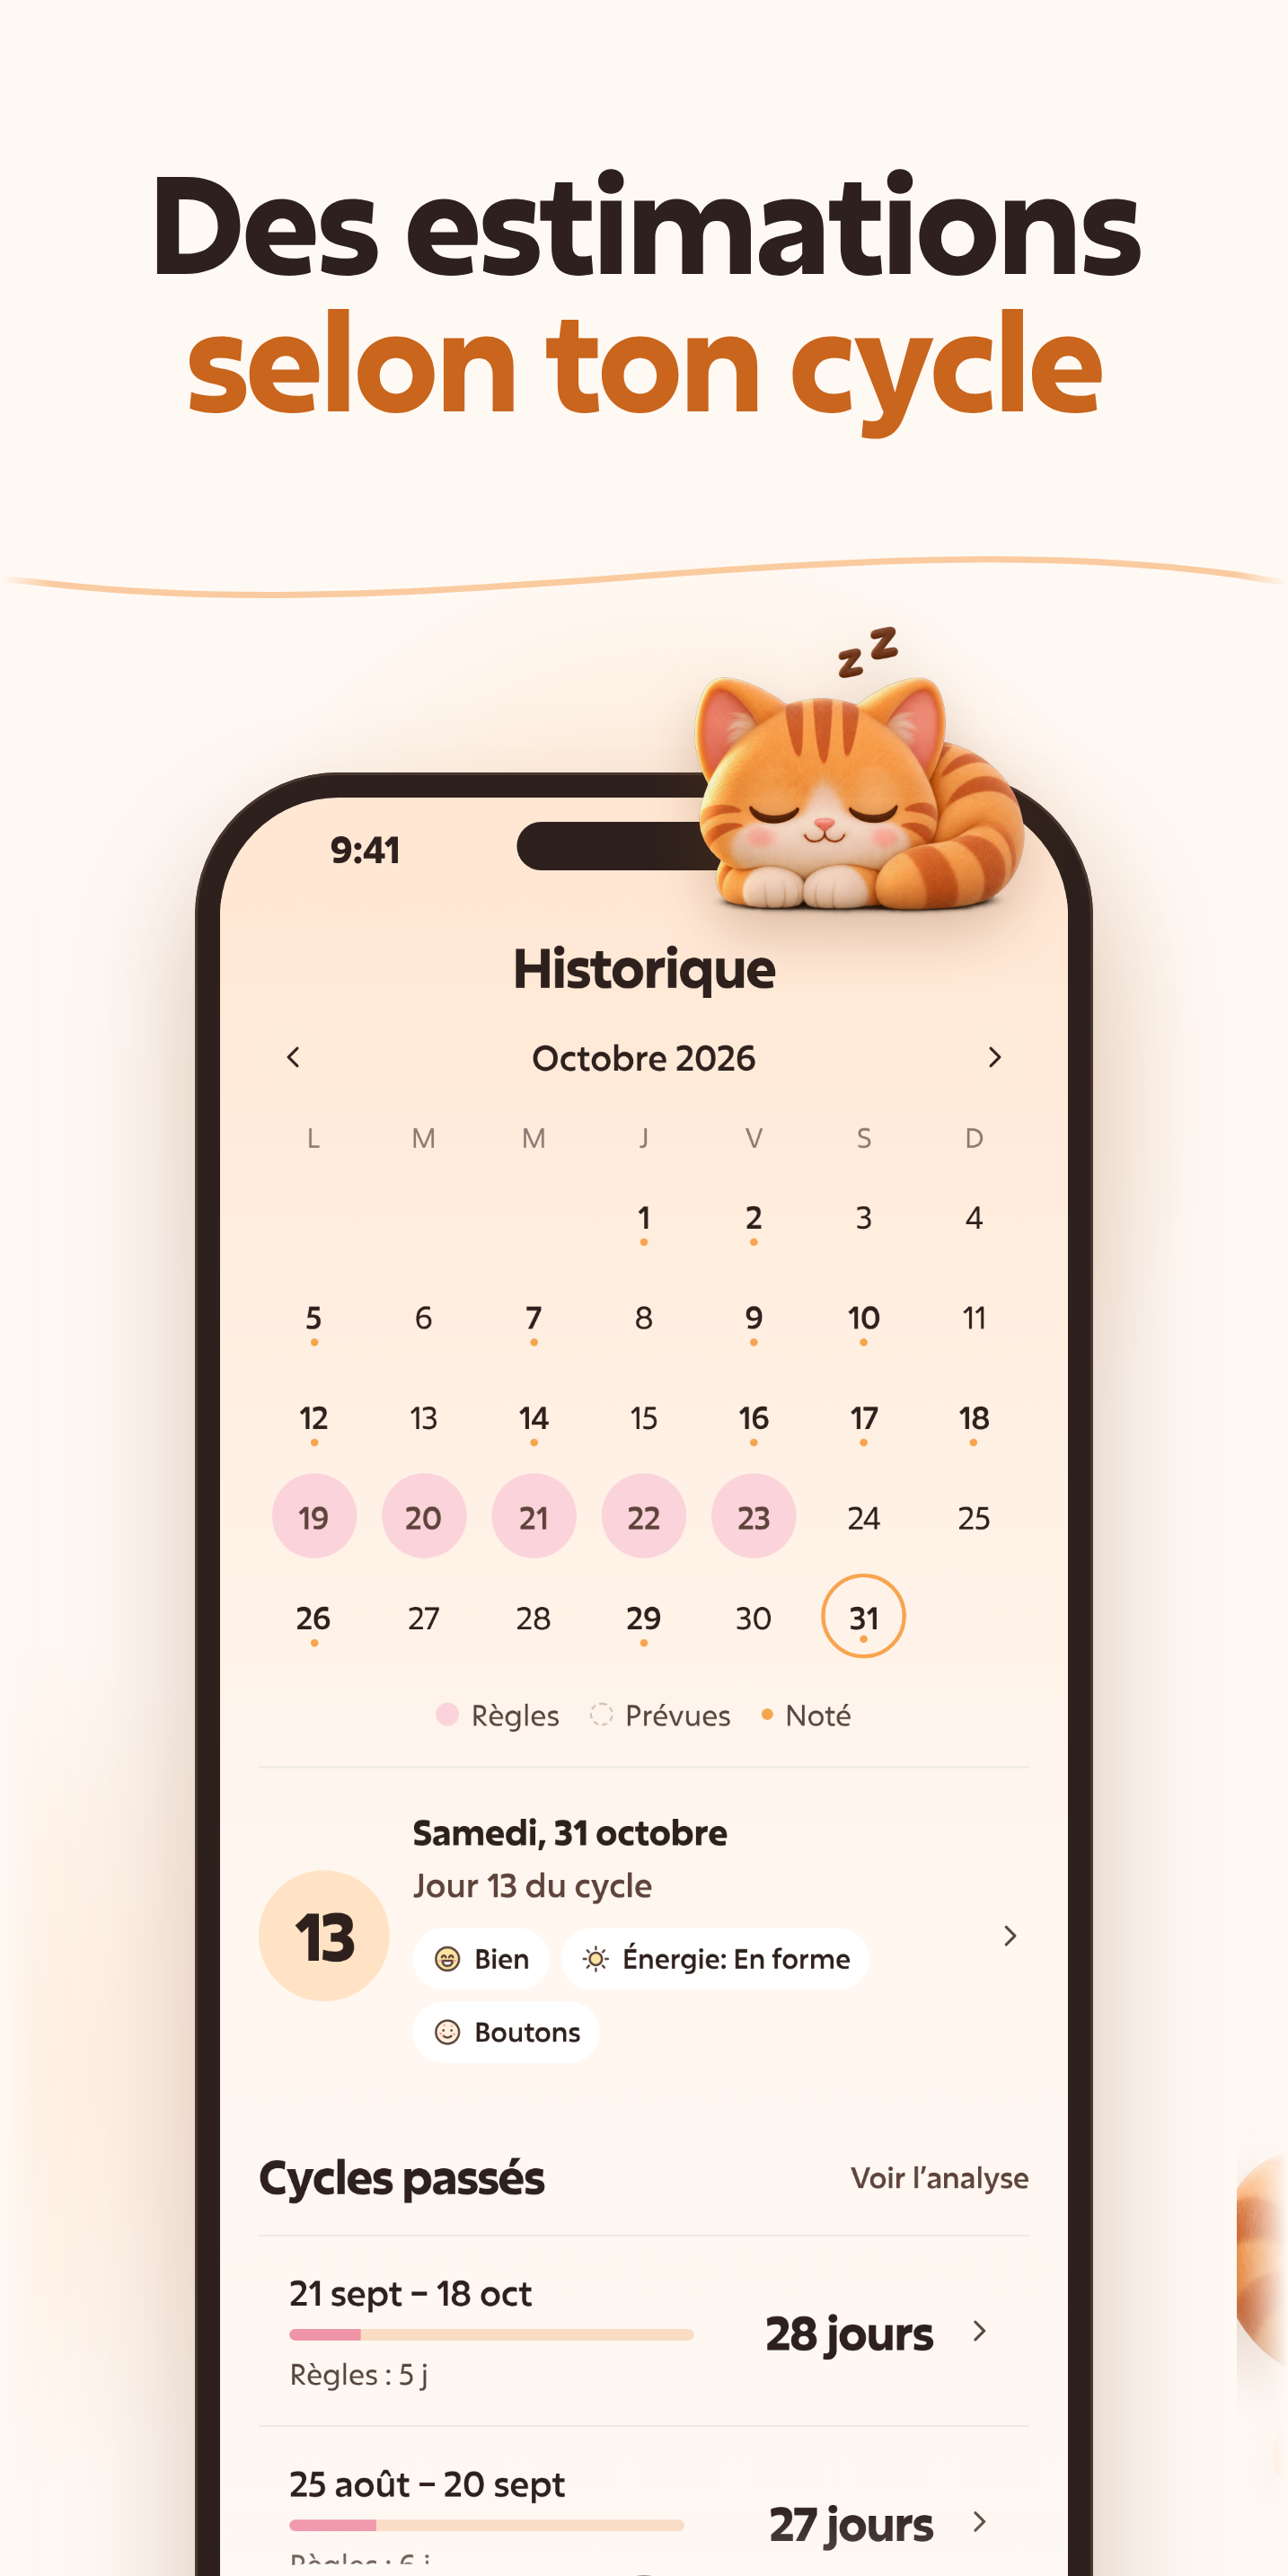 Des estimations
selon ton cycle
z z
9:41
Historique
Octobre 2026
L M M J V S D
1 2 3 4
5 6 7 8 9 10 11
12 13 14 15 16 17 18
19 20 21 22 23 24 25
26 27 28 29 30 31
Règles Prévues Noté
Samedi, 31 octobre
13 Jour 13 du cycle
Bien Énergie: En forme
Boutons
Cycles passés Voir l'analyse
21 sept – 18 oct
28 jours
Règles : 5 j
25 août – 20 sept
27 jours
Règles : 6 j